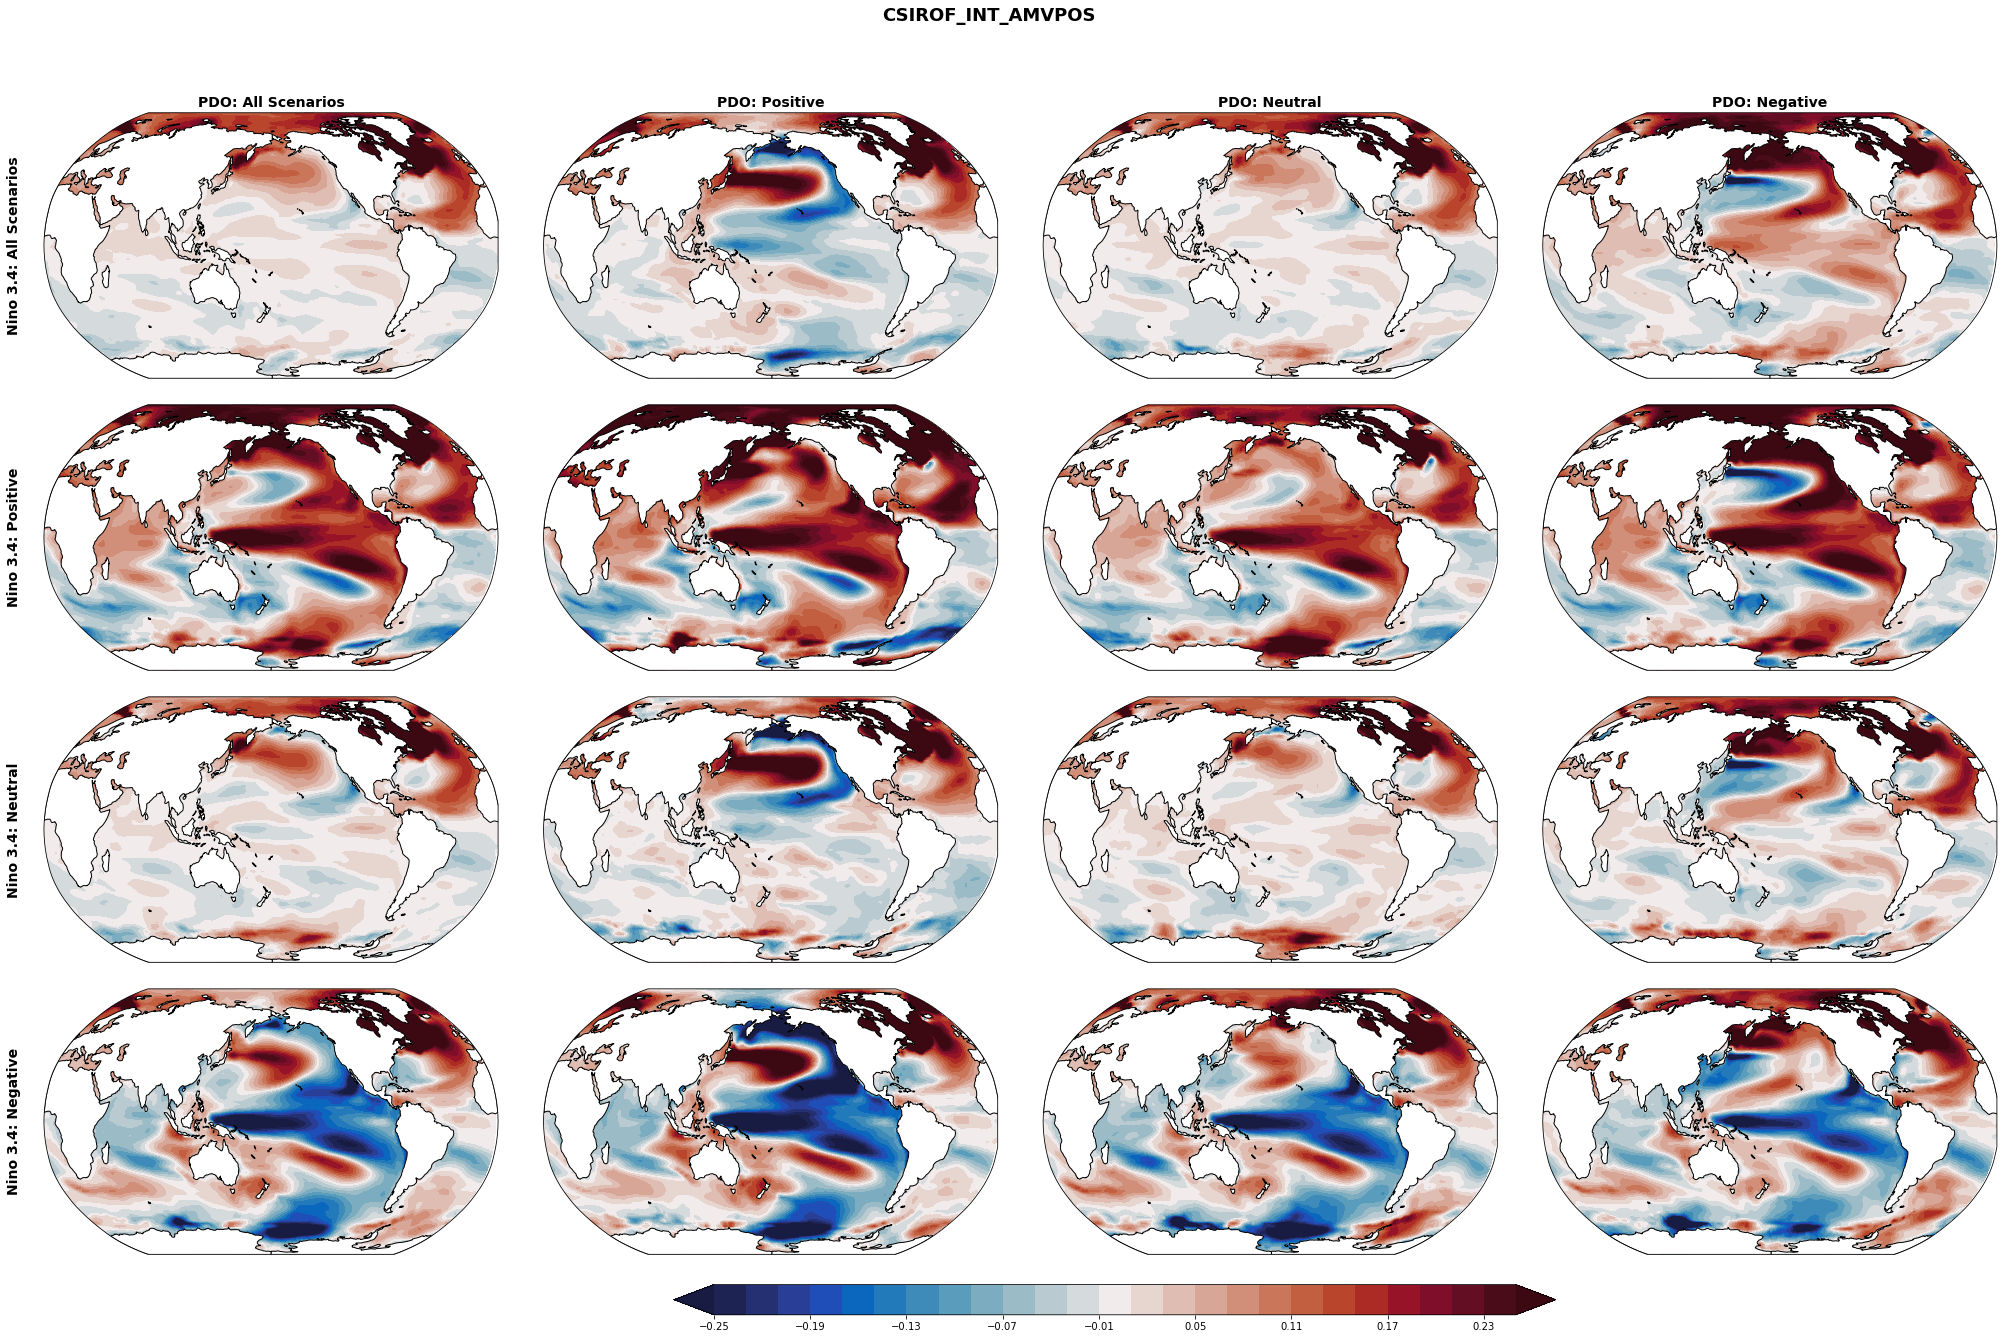 CSIROF_INT_AMVPOS
PDO: All Scenarios
PDO: Positive
PDO: Neutral
PDO: Negative
Nino 3.4: All Scenarios
Nino 3.4: Positive
Nino 3.4: Neutral
Nino 3.4: Negative
−0.25
−0.19
−0.13
−0.07
−0.01
0.05
0.11
0.17
0.23